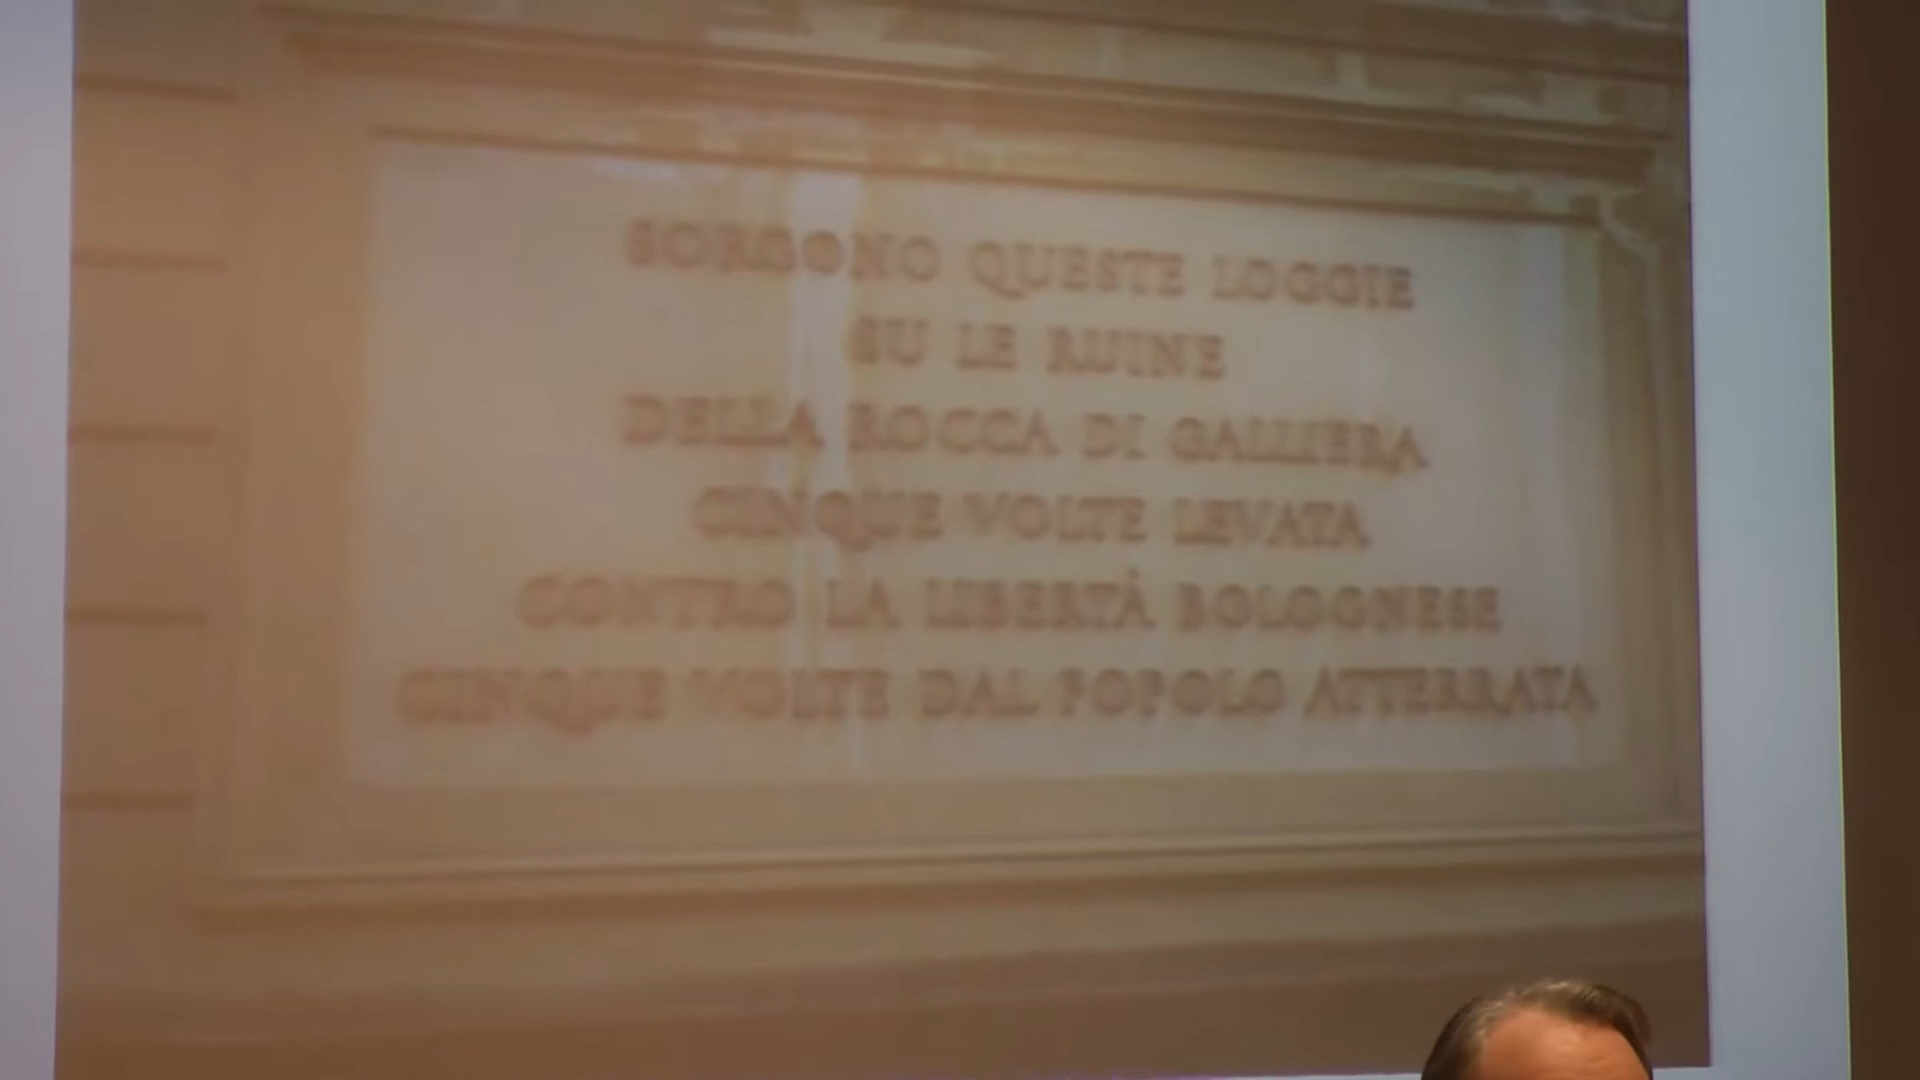 SORGONO QUESTE LOGGIE
SU LE RUINE
DELLA ROCCA DI GALLIERA
CINQUE VOLTE LEVATA
CONTRO LA LIBERTÀ BOLOGNESE
CINQUE VOLTE DAL POPOLO ATTERRATA